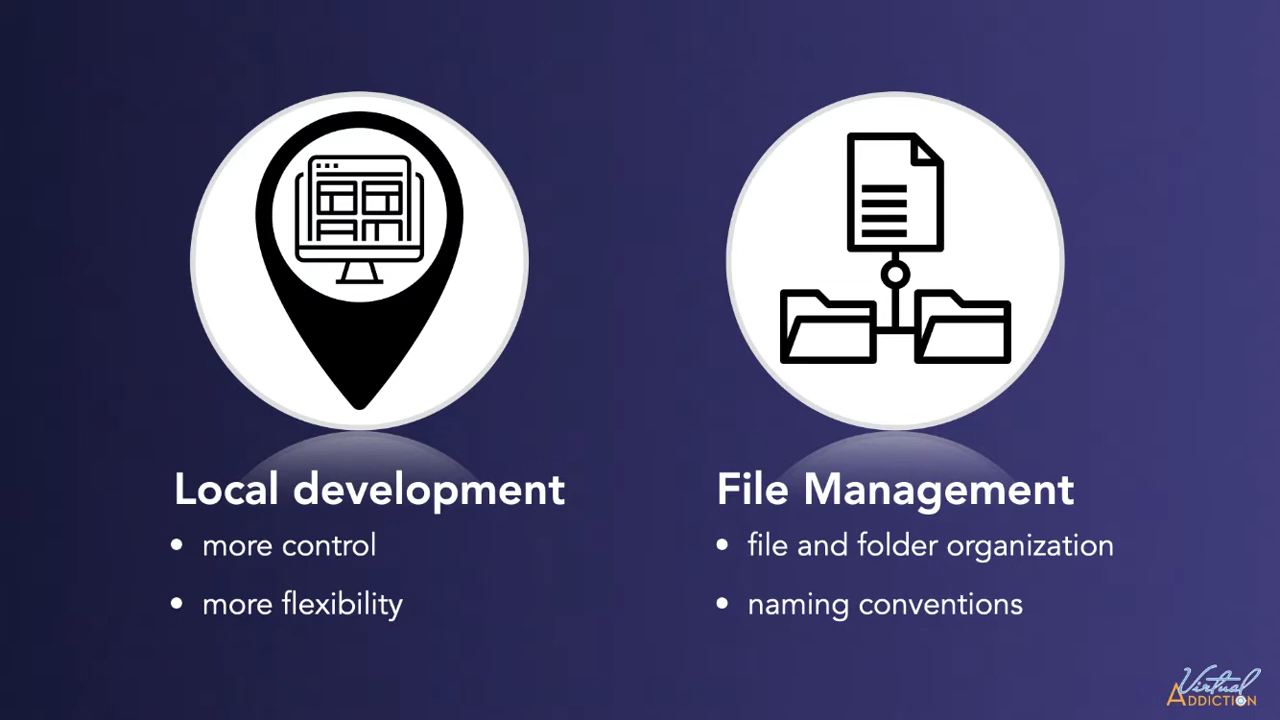 Local development
• more control
• more flexibility
File Management
• file and folder organization
• naming conventions
Virtual
ADDICTION